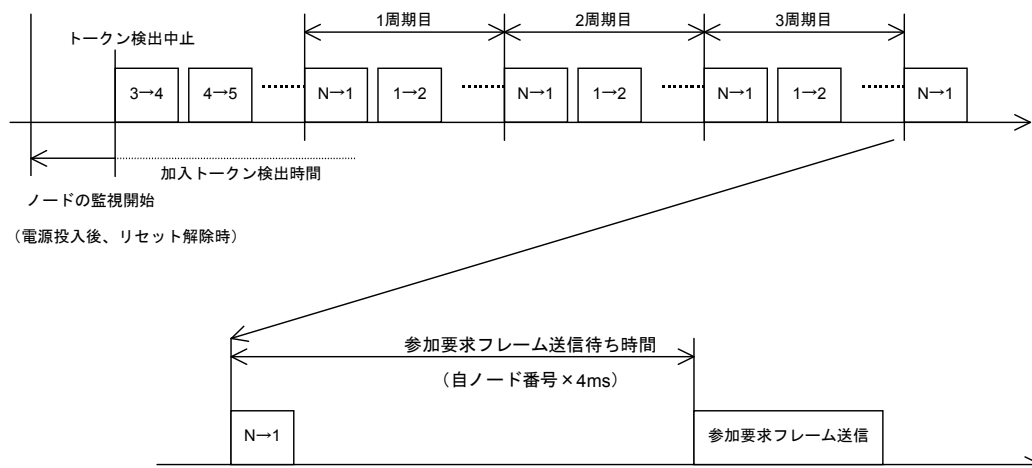 1周期目
2周期目
3周期目
トークン検出中止
3→4
4→5
N→1
1→2
N→1
1→2
N→1
1→2
N→1
加入トークン検出時間
ノードの監視開始
（電源投入後、リセット解除時）
参加要求フレーム送信待ち時間
（自ノード番号×4ms）
N→1
参加要求フレーム送信